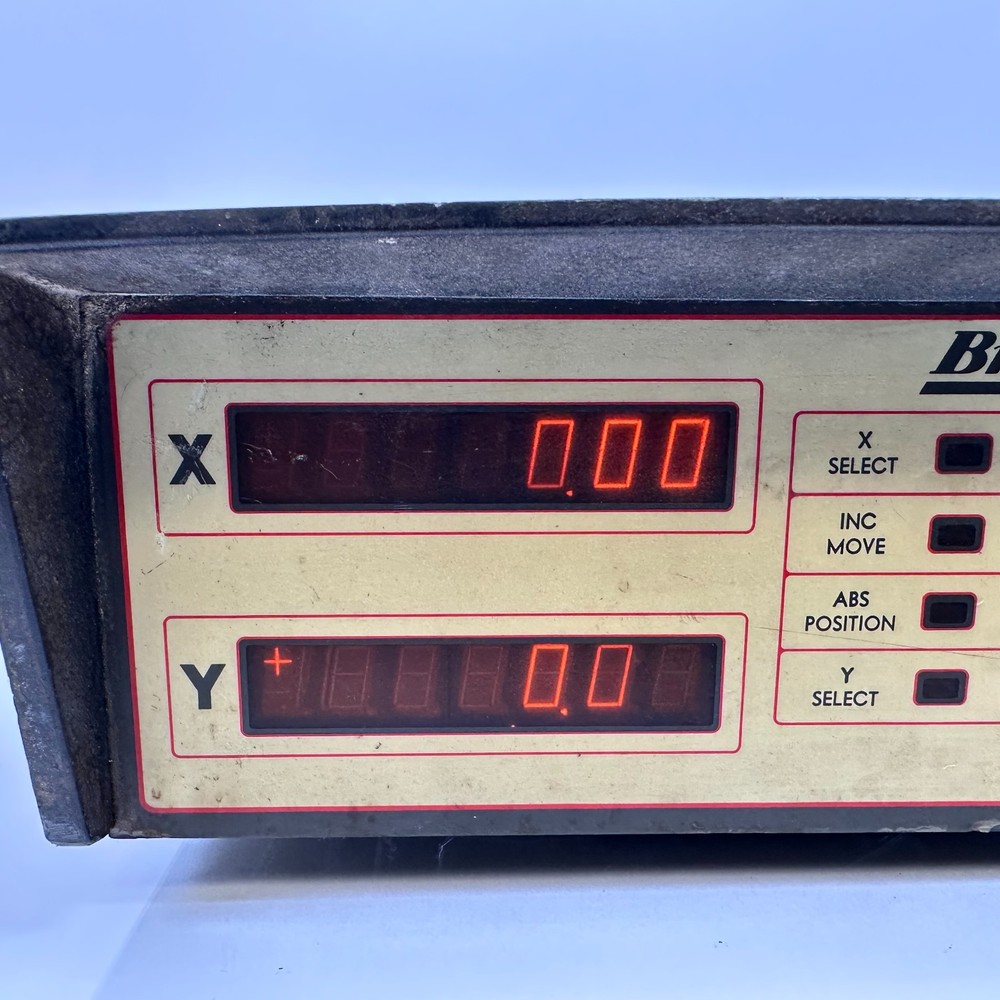 X
0.00
X
SELECT
INC
MOVE
ABS
POSITION
Y
+ 0.0
Y
SELECT